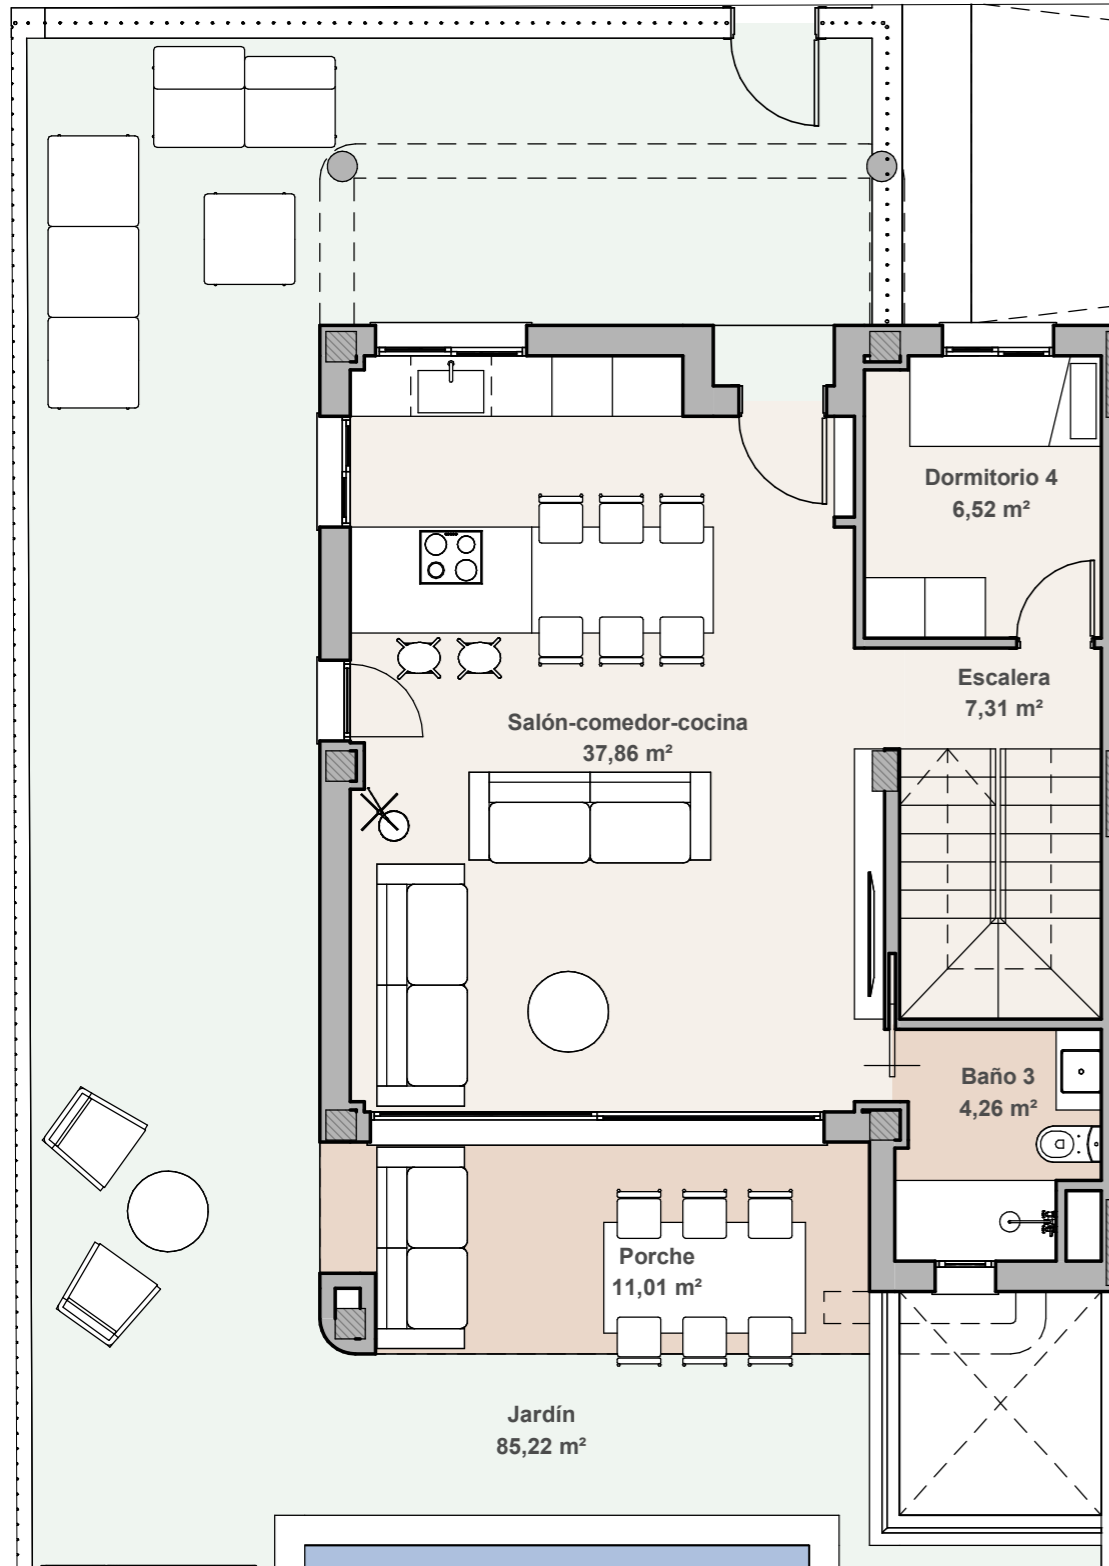 Dormitorio 4
6,52 m²
Escalera
7,31 m²
Salón-comedor-cocina
37,86 m²
Baño 3
4,26 m²
Porche
11,01 m²
Jardín
85,22 m²